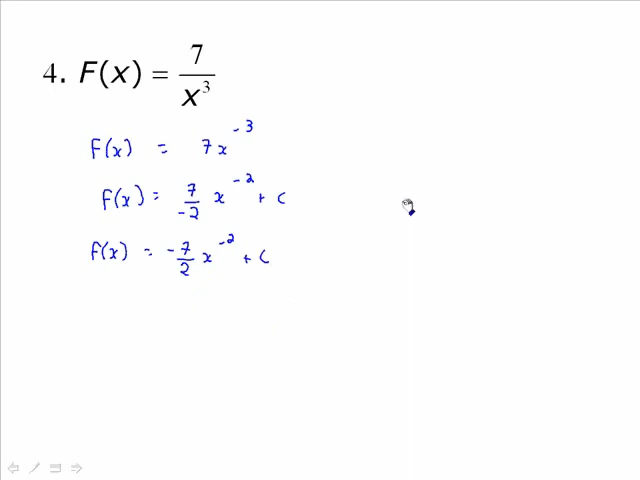 4. F(x) = 7/x³
F(x) = 7x⁻³
f(x) = 7/-2 x⁻² + C
f(x) = -7/2 x⁻² + C